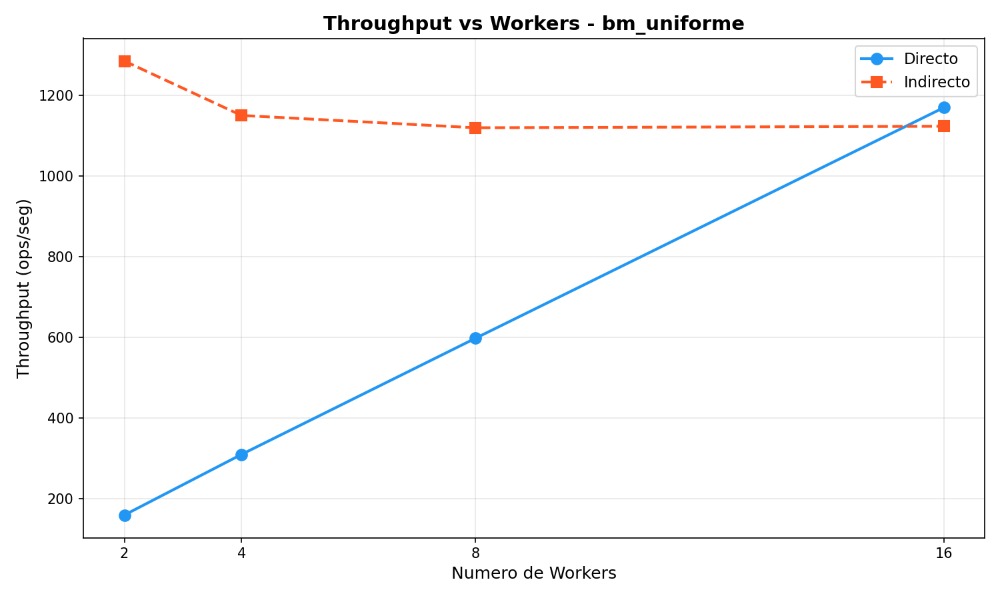 Throughput vs Workers - bm_uniforme
Directo
Indirecto
Throughput (ops/seg)
1200
1000
800
600
400
200
2 4 8 16
Numero de Workers